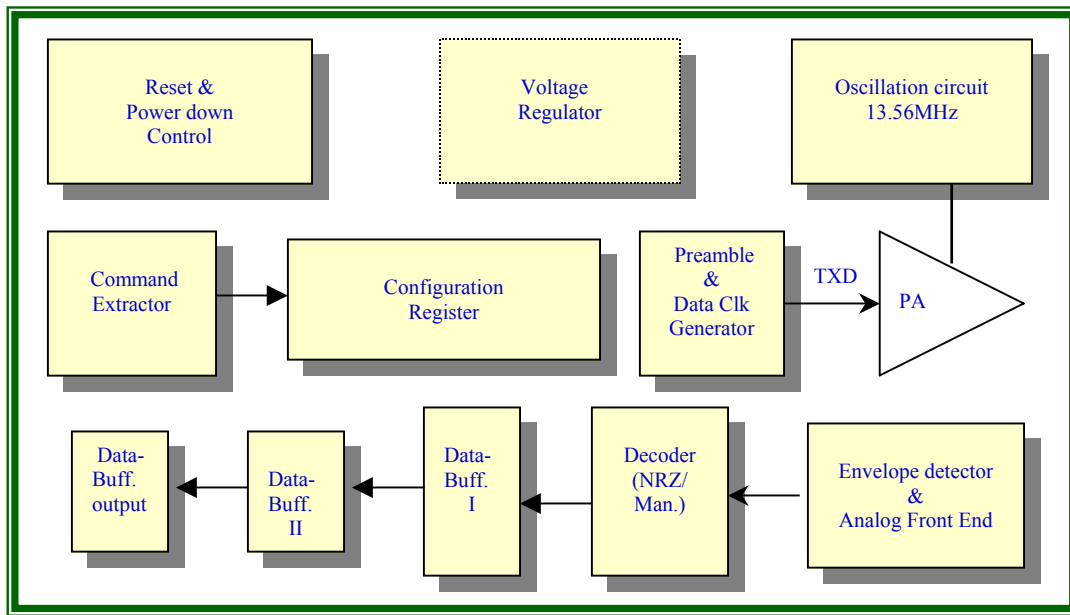 Reset &
Power down
Control
Voltage
Regulator
Oscillation circuit
13.56MHz
Command
Extractor
Configuration
Register
Preamble
&
Data Clk
Generator
TXD
PA
Data-
Buff.
output
Data-
Buff.
II
Data-
Buff.
I
Decoder
(NRZ/
Man.)
Envelope detector
&
Analog Front End